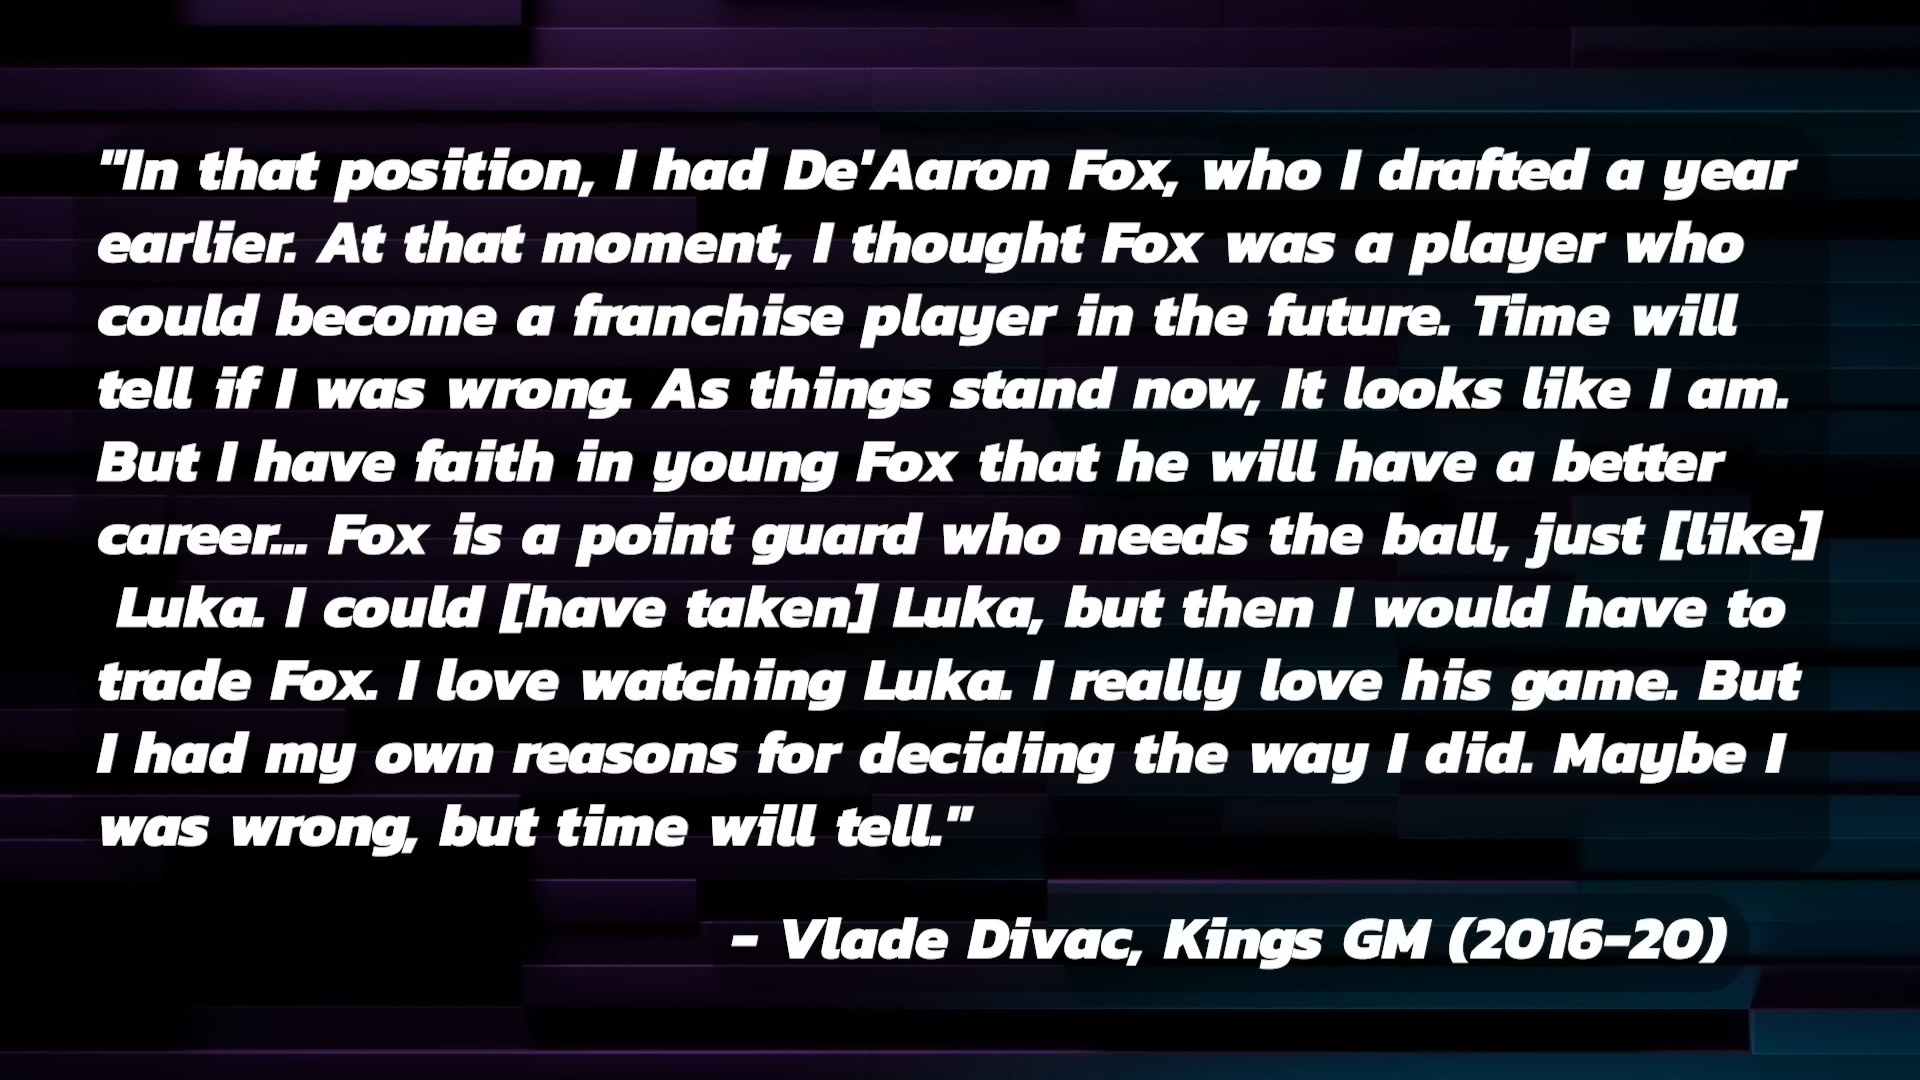 "In that position, I had De'Aaron Fox, who I drafted a year
earlier. At that moment, I thought Fox was a player who
could become a franchise player in the future. Time will
tell if I was wrong. As things stand now, It looks like I am.
But I have faith in young Fox that he will have a better
career... Fox is a point guard who needs the ball, just [like]
Luka. I could [have taken] Luka, but then I would have to
trade Fox. I love watching Luka. I really love his game. But
I had my own reasons for deciding the way I did. Maybe I
was wrong, but time will tell."
- Vlade Divac, Kings GM (2016-20)